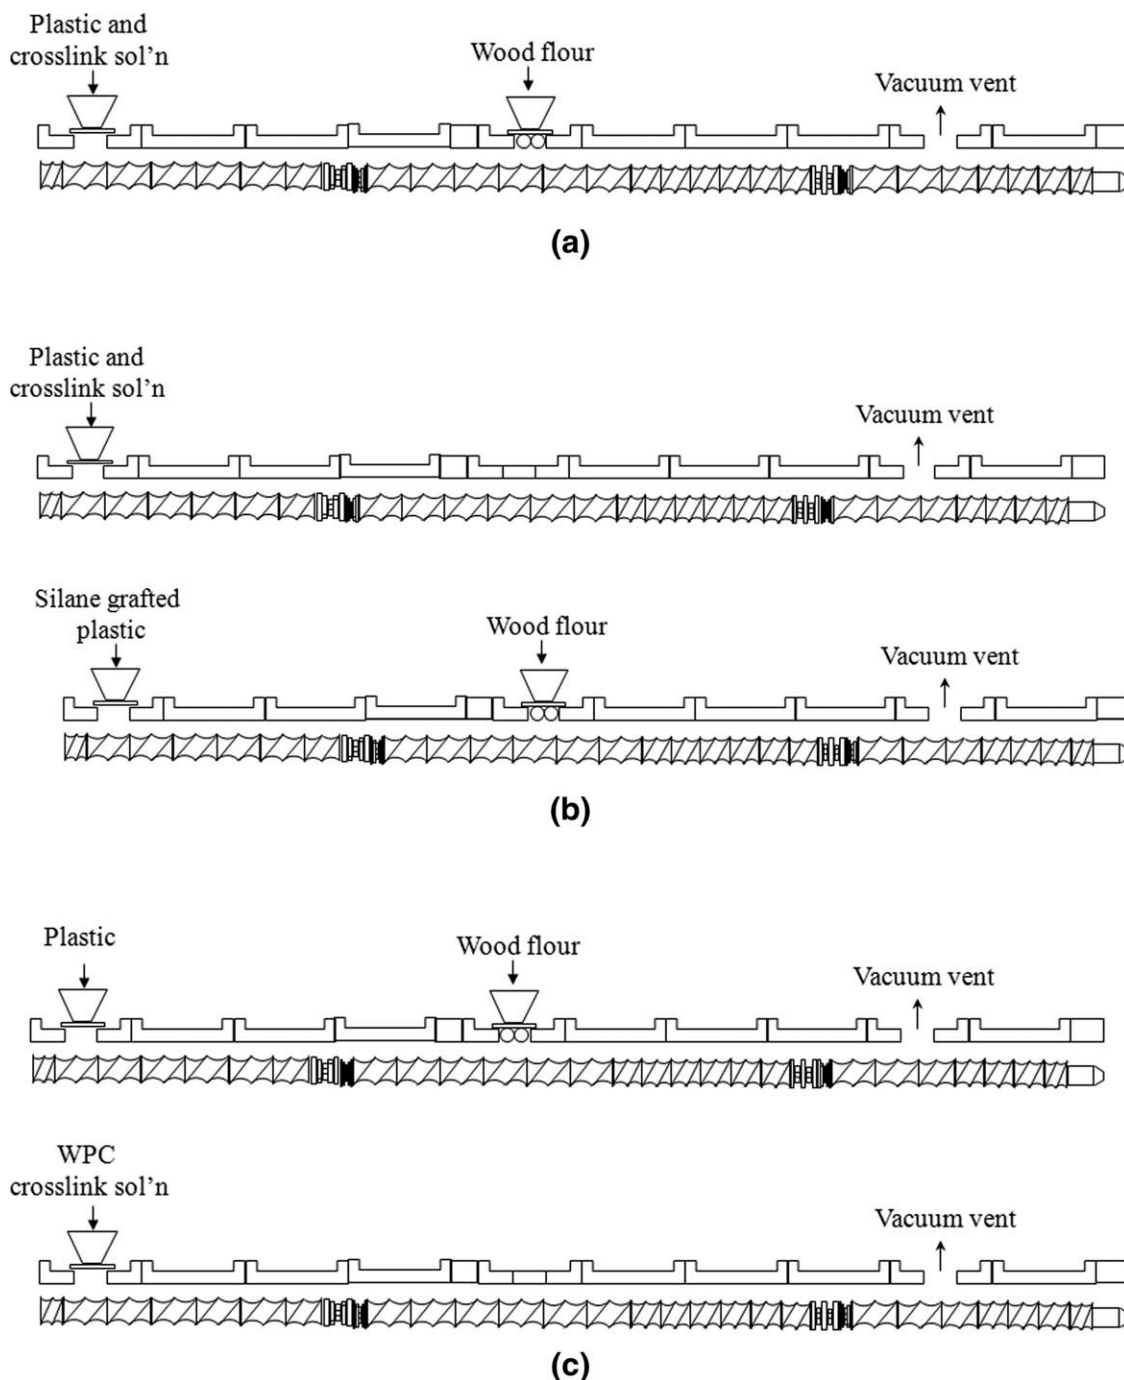 Plastic and
crosslink sol’n
Wood flour
Vacuum vent
(a)
Plastic and
crosslink sol’n
Vacuum vent
Silane grafted
plastic
Wood flour
Vacuum vent
(b)
Plastic
Wood flour
Vacuum vent
WPC
crosslink sol’n
Vacuum vent
(c)